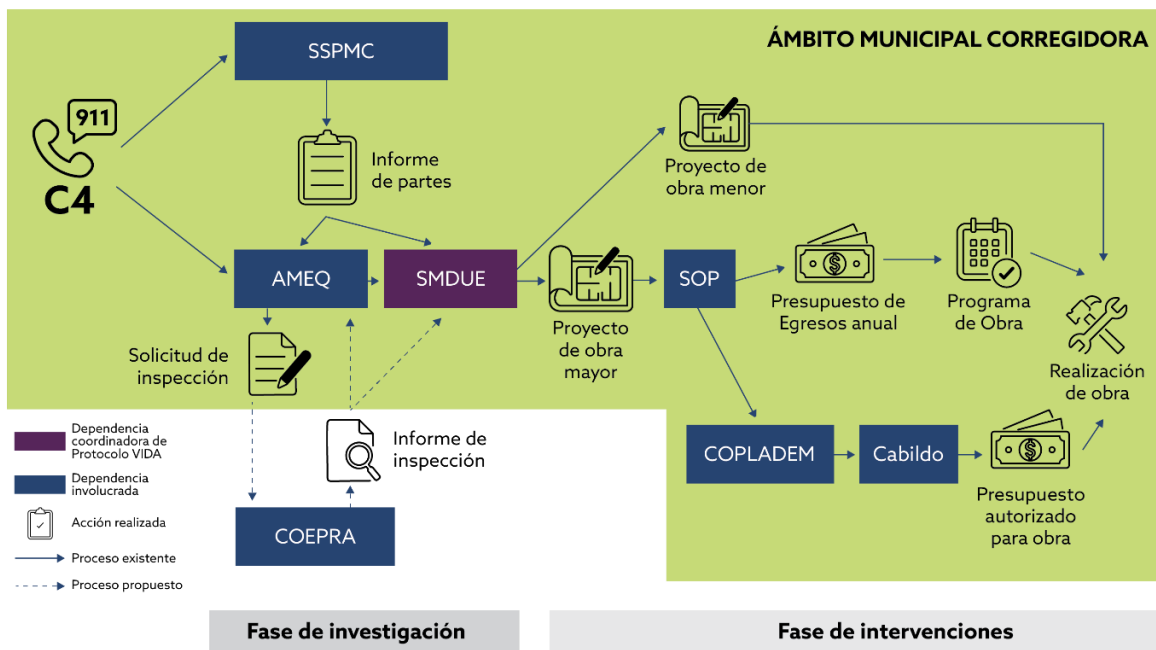 ÁMBITO MUNICIPAL CORREGIDORA
SSPMC
911
C4
Informe
de partes
Proyecto de
obra menor
AMEQ
SMDUE
Proyecto
de obra
mayor
SOP
Presupuesto de
Egresos anual
Programa
de Obra
Realización
de obra
Solicitud de
inspección
Informe de
inspección
COEPRA
COPLADEM
Cabildo
Presupuesto
autorizado
para obra
Dependencia
coordinadora de
Protocolo VIDA
Dependencia
involucrada
Acción realizada
Proceso existente
Proceso propuesto
Fase de investigación
Fase de intervenciones